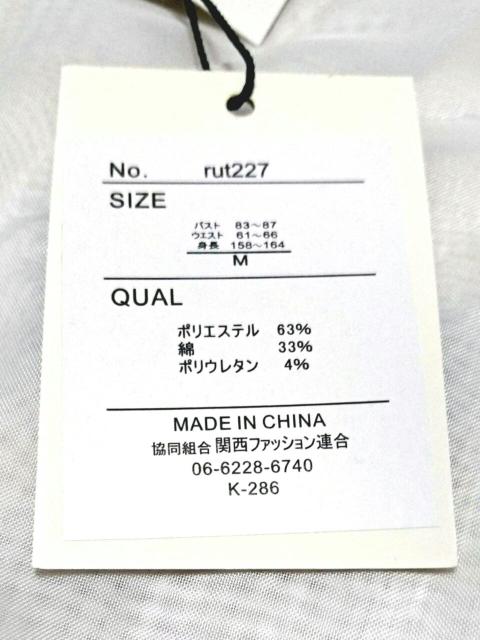 No. rut227
SIZE
バスト 83～87
ウエスト 61～66
身長 158～164
M
QUAL
ポリエステル 63%
綿 33%
ポリウレタン 4%
MADE IN CHINA
協同組合 関西ファッション連合
06-6228-6740
K-286